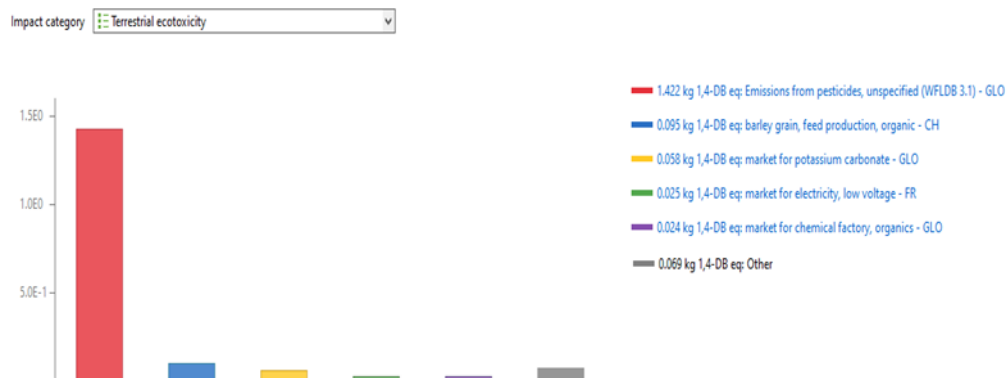 Impact category Terrestrial ecotoxicity
1.5E0
1.0E0
5.0E-1
1.422 kg 1,4-DB eq: Emissions from pesticides, unspecified (WFLDB 3.1) - GLO
0.095 kg 1,4-DB eq: barley grain, feed production, organic - CH
0.058 kg 1,4-DB eq: market for potassium carbonate - GLO
0.025 kg 1,4-DB eq: market for electricity, low voltage - FR
0.024 kg 1,4-DB eq: market for chemical factory, organics - GLO
0.069 kg 1,4-DB eq: Other